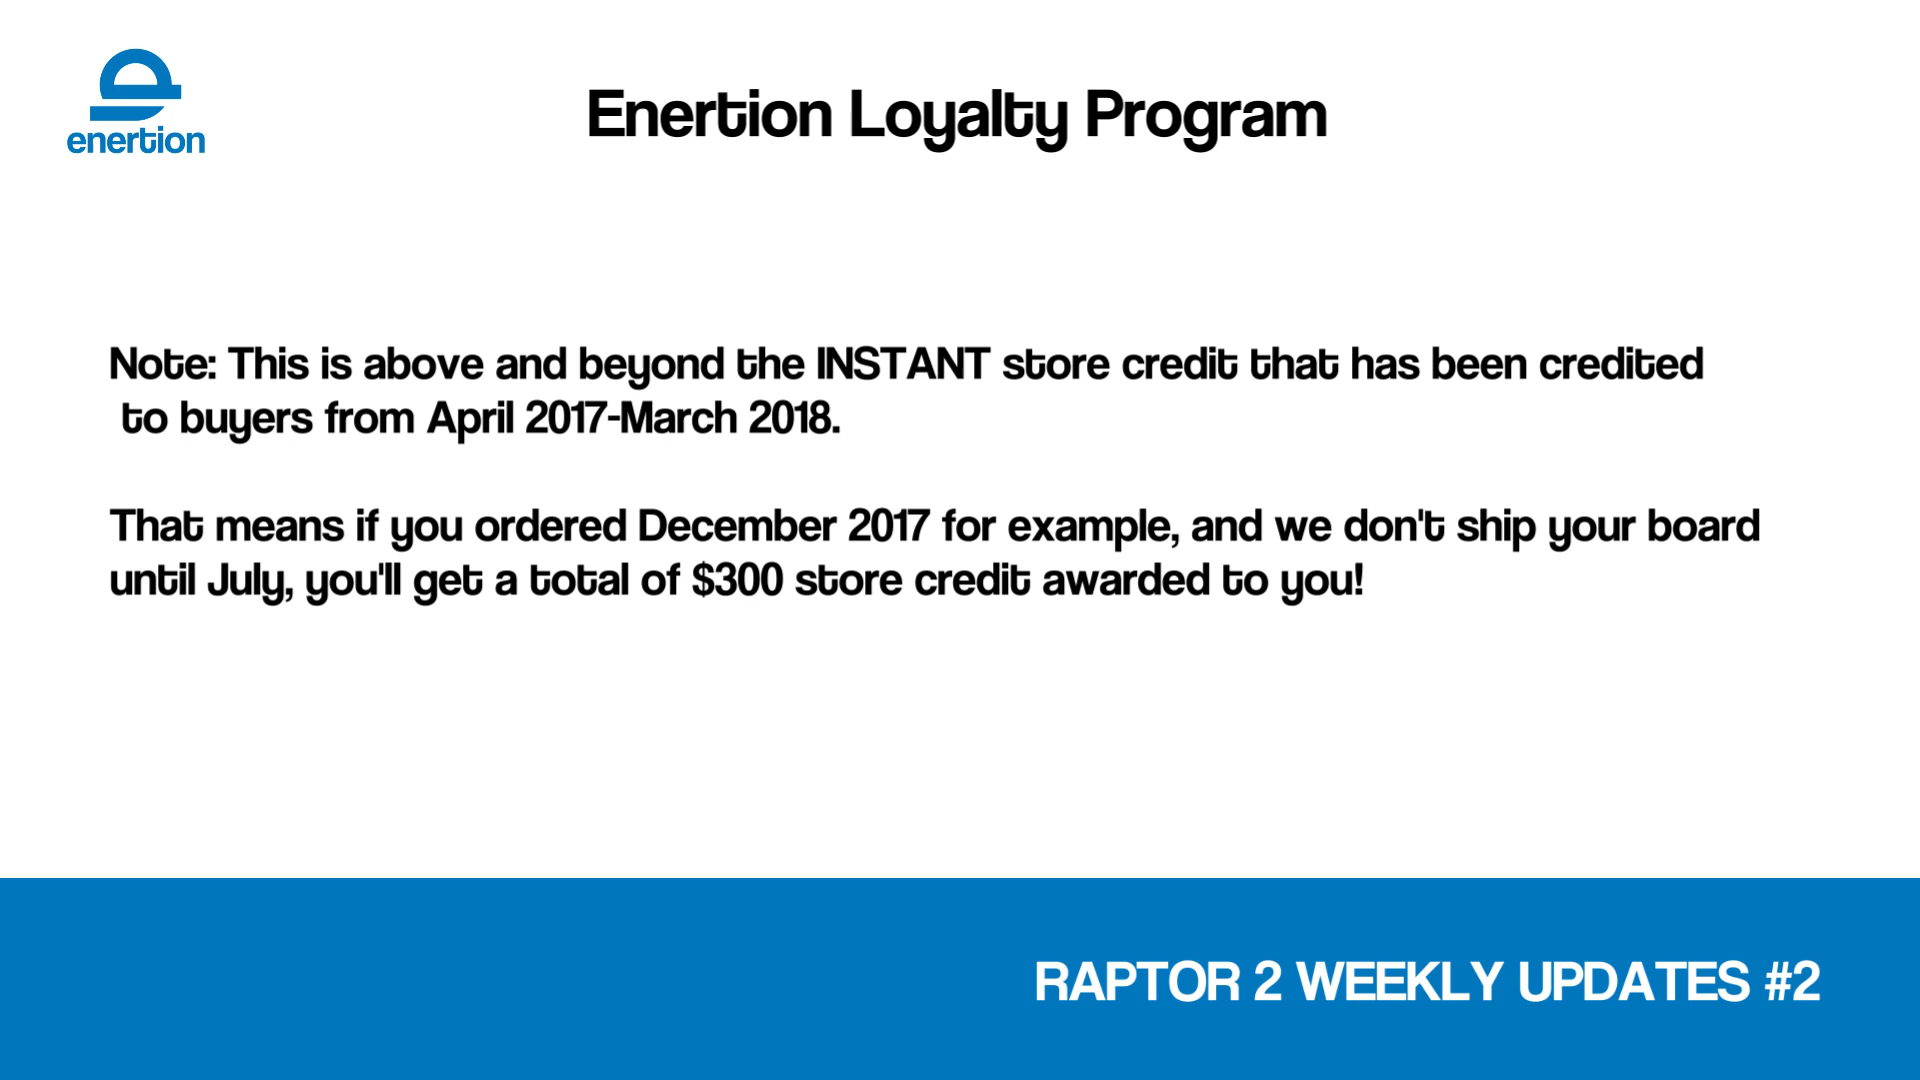 enertion
Enertion Loyalty Program
Note: This is above and beyond the INSTANT store credit that has been credited
to buyers from April 2017-March 2018.
That means if you ordered December 2017 for example, and we don't ship your board
until July, you'll get a total of $300 store credit awarded to you!
RAPTOR 2 WEEKLY UPDATES #2